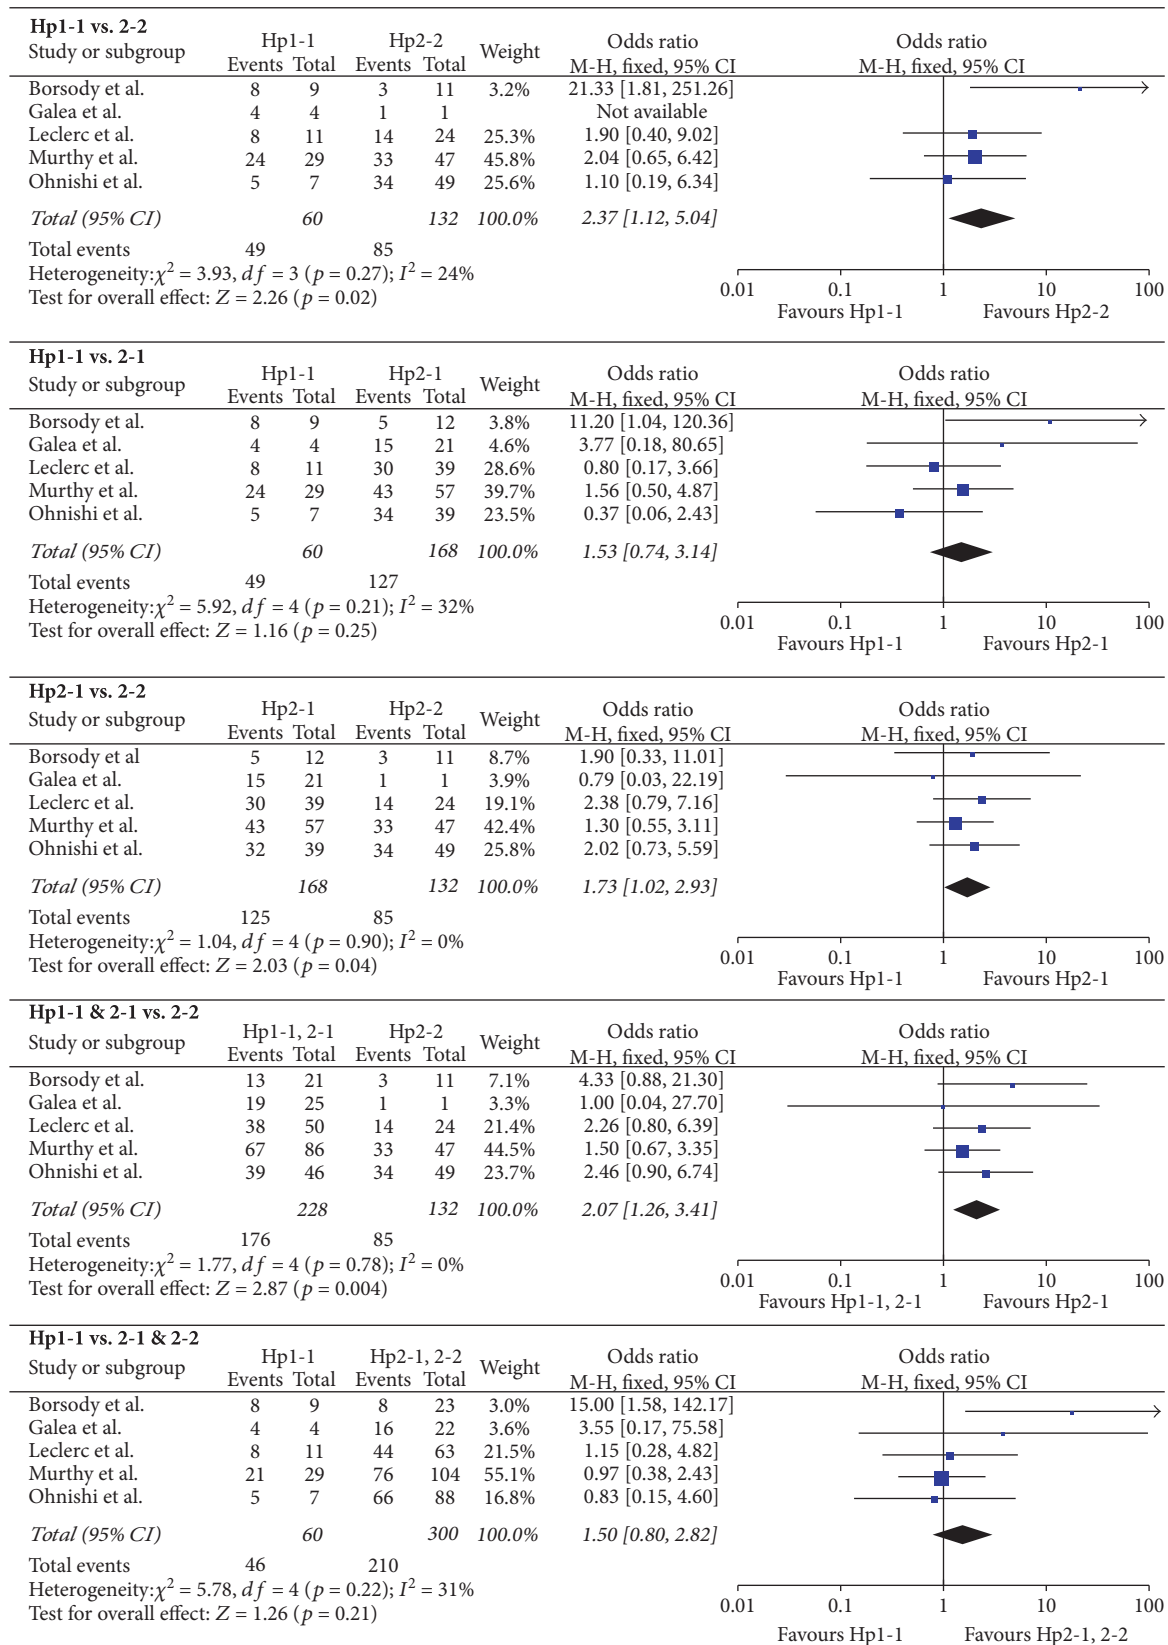 Hp1-1 vs. 2-2
Study or subgroup Hp1-1 Hp2-2 Weight Odds ratio Odds ratio
Events Total Events Total M-H, fixed, 95% CI M-H, fixed, 95% CI
Borsody et al. 8 9 3 11 3.2% 21.33 [1.81, 251.26]
Galea et al. 4 4 1 1 Not available
Leclerc et al. 8 11 14 24 25.3% 1.90 [0.40, 9.02]
Murthy et al. 24 29 33 47 45.8% 2.04 [0.65, 6.42]
Ohnishi et al. 5 7 34 49 25.6% 1.10 [0.19, 6.34]
Total (95% CI) 60 132 100.0% 2.37 [1.12, 5.04]
Total events 49 85
Heterogeneity:χ² = 3.93, df = 3 (p = 0.27); I² = 24%
Test for overall effect: Z = 2.26 (p = 0.02)
0.01 0.1 1 10 100
Favours Hp1-1 Favours Hp2-2
Hp1-1 vs. 2-1
Study or subgroup Hp1-1 Hp2-1 Weight Odds ratio Odds ratio
Events Total Events Total M-H, fixed, 95% CI M-H, fixed, 95% CI
Borsody et al. 8 9 5 12 3.8% 11.20 [1.04, 120.36]
Galea et al. 4 4 15 21 4.6% 3.77 [0.18, 80.65]
Leclerc et al. 8 11 30 39 28.6% 0.80 [0.17, 3.66]
Murthy et al. 24 29 43 57 39.7% 1.56 [0.50, 4.87]
Ohnishi et al. 5 7 34 39 23.5% 0.37 [0.06, 2.43]
Total (95% CI) 60 168 100.0% 1.53 [0.74, 3.14]
Total events 49 127
Heterogeneity:χ² = 5.92, df = 4 (p = 0.21); I² = 32%
Test for overall effect: Z = 1.16 (p = 0.25)
0.01 0.1 1 10 100
Favours Hp1-1 Favours Hp2-1
Hp2-1 vs. 2-2
Study or subgroup Hp2-1 Hp2-2 Weight Odds ratio Odds ratio
Events Total Events Total M-H, fixed, 95% CI M-H, fixed, 95% CI
Borsody et al 5 12 3 11 8.7% 1.90 [0.33, 11.01]
Galea et al. 15 21 1 1 3.9% 0.79 [0.03, 22.19]
Leclerc et al. 30 39 14 24 19.1% 2.38 [0.79, 7.16]
Murthy et al. 43 57 33 47 42.4% 1.30 [0.55, 3.11]
Ohnishi et al. 32 39 34 49 25.8% 2.02 [0.73, 5.59]
Total (95% CI) 168 132 100.0% 1.73 [1.02, 2.93]
Total events 125 85
Heterogeneity:χ² = 1.04, df = 4 (p = 0.90); I² = 0%
Test for overall effect: Z = 2.03 (p = 0.04)
0.01 0.1 1 10 100
Favours Hp1-1 Favours Hp2-1
Hp1-1 & 2-1 vs. 2-2
Study or subgroup Hp1-1, 2-1 Hp2-2 Weight Odds ratio Odds ratio
Events Total Events Total M-H, fixed, 95% CI M-H, fixed, 95% CI
Borsody et al. 13 21 3 11 7.1% 4.33 [0.88, 21.30]
Galea et al. 19 25 1 1 3.3% 1.00 [0.04, 27.70]
Leclerc et al. 38 50 14 24 21.4% 2.26 [0.80, 6.39]
Murthy et al. 67 86 33 47 44.5% 1.50 [0.67, 3.35]
Ohnishi et al. 39 46 34 49 23.7% 2.46 [0.90, 6.74]
Total (95% CI) 228 132 100.0% 2.07 [1.26, 3.41]
Total events 176 85
Heterogeneity:χ² = 1.77, df = 4 (p = 0.78); I² = 0%
Test for overall effect: Z = 2.87 (p = 0.004)
0.01 0.1 1 10 100
Favours Hp1-1, 2-1 Favours Hp2-1
Hp1-1 vs. 2-1 & 2-2
Study or subgroup Hp1-1 Hp2-1, 2-2 Weight Odds ratio Odds ratio
Events Total Events Total M-H, fixed, 95% CI M-H, fixed, 95% CI
Borsody et al. 8 9 8 23 3.0% 15.00 [1.58, 142.17]
Galea et al. 4 4 16 22 3.6% 3.55 [0.17, 75.58]
Leclerc et al. 8 11 44 63 21.5% 1.15 [0.28, 4.82]
Murthy et al. 21 29 76 104 55.1% 0.97 [0.38, 2.43]
Ohnishi et al. 5 7 66 88 16.8% 0.83 [0.15, 4.60]
Total (95% CI) 60 300 100.0% 1.50 [0.80, 2.82]
Total events 46 210
Heterogeneity:χ² = 5.78, df = 4 (p = 0.22); I² = 31%
Test for overall effect: Z = 1.26 (p = 0.21)
0.01 0.1 1 10 100
Favours Hp1-1 Favours Hp2-1, 2-2